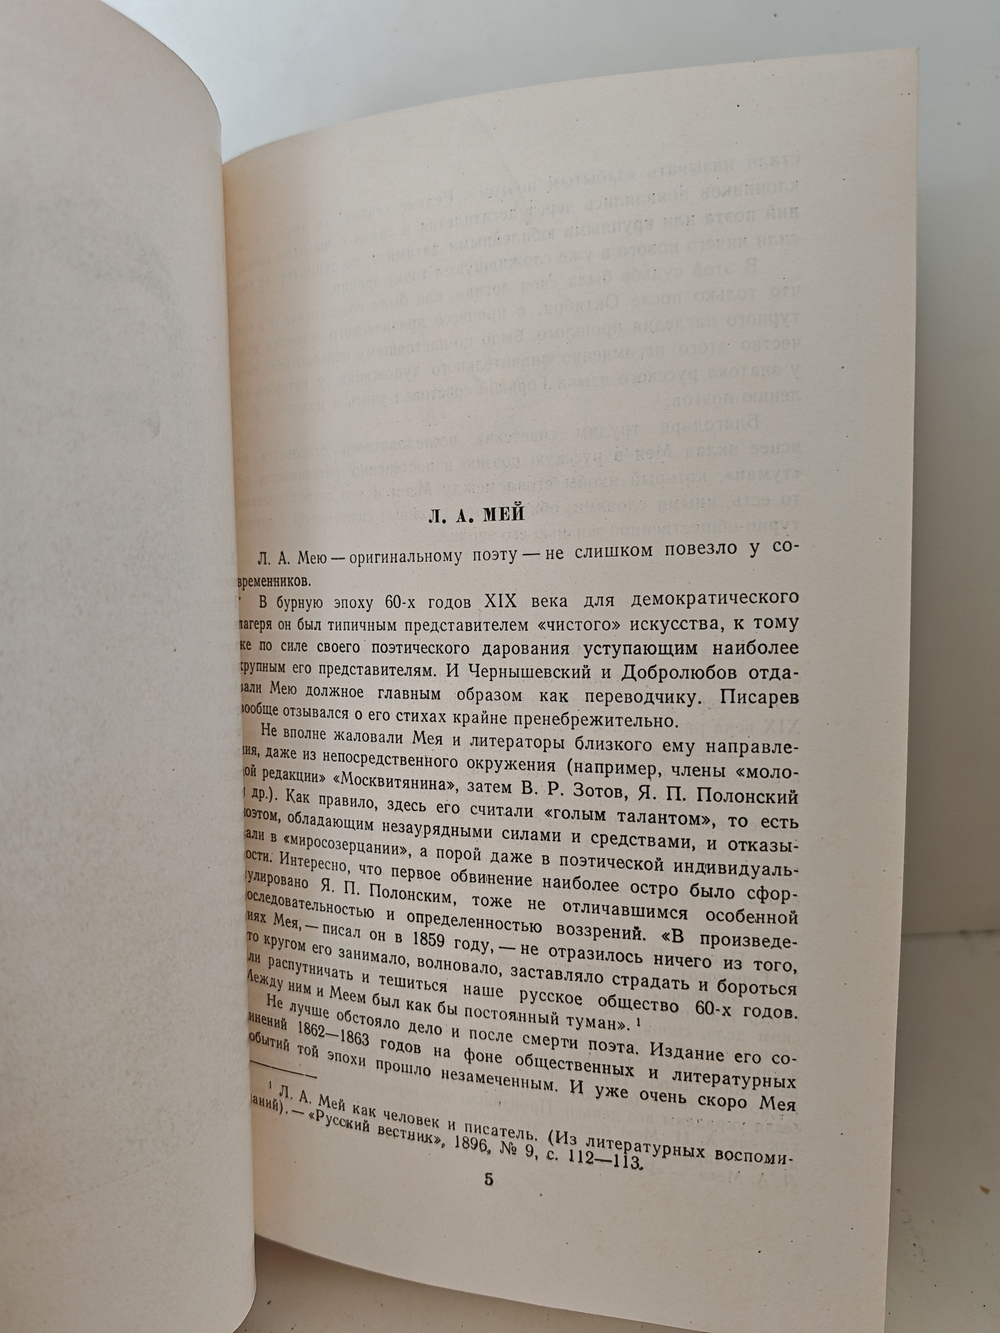 Л. А. МЕЙ
Л. А. Мею — оригинальному поэту — не слишком повезло у со-
временников.
В бурную эпоху 60-х годов XIX века для демократического
лагеря он был типичным представителем «чистого» искусства, к тому
же по силе своего поэтического дарования уступающим наиболее
крупным его представителям. И Чернышевский и Добролюбов отда-
вали Мею должное главным образом как переводчику. Писарев
вообще отзывался о его стихах крайне пренебрежительно.
Не вполне жаловали Мея и литераторы близкого ему направле-
ния, даже из непосредственного окружения (например, члены «моло-
дой редакции» «Москвитянина», затем В. Р. Зотов, Я. П. Полонский
и др.). Как правило, здесь его считали «голым талантом», то есть
поэтом, обладающим незаурядными силами и средствами, и отказы-
вали в «миросозерцании», а порой даже в поэтической индивидуаль-
ности. Интересно, что первое обвинение наиболее остро было сфор-
мулировано Я. П. Полонским, тоже не отличавшимся особенной
последовательностью и определенностью воззрений. «В произведе-
ниях Мея, — писал он в 1859 году, — не отразилось ничего из того,
что кругом его занимало, волновало, заставляло страдать и бороться
или распутничать и тешиться наше русское общество 60-х годов.
Между ним и Меем был как бы постоянный туман». ¹
Не лучше обстояло дело и после смерти поэта. Издание его со-
чинений 1862—1863 годов на фоне общественных и литературных
событий той эпохи прошло незамеченным. И уже очень скоро Мея
¹ Л. А. Мей как человек и писатель. (Из литературных воспоми-
наний). — «Русский вестник», 1896, № 9, с. 112—113.
5